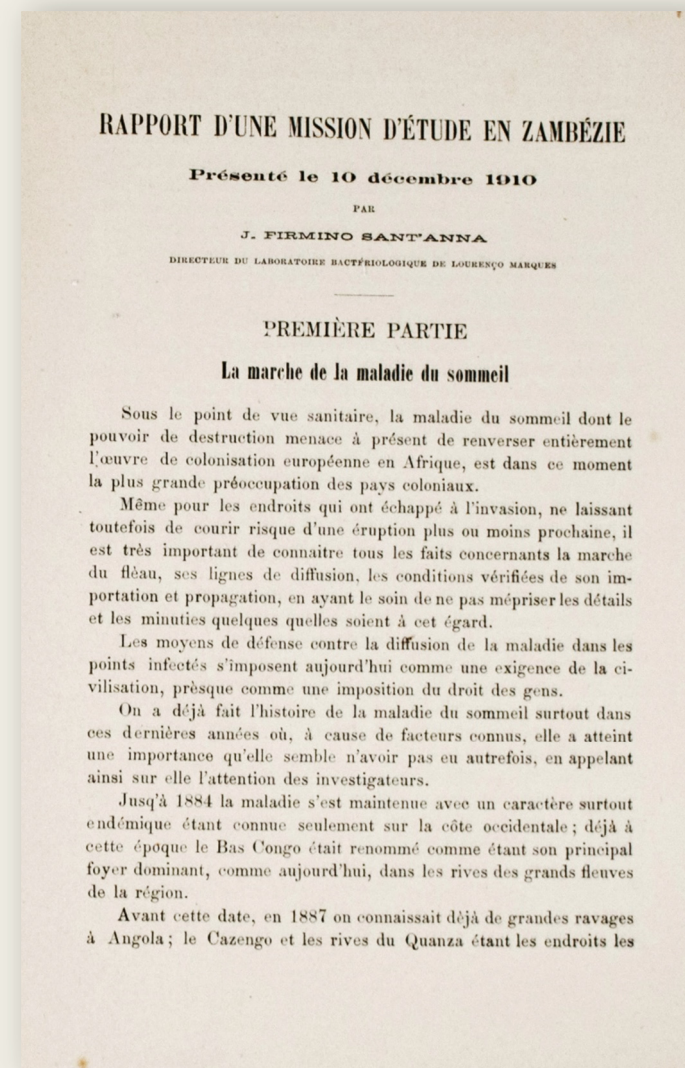 RAPPORT D'UNE MISSION D'ÉTUDE EN ZAMBÉZIE
Présenté le 10 décembre 1910
PAR
J. FIRMINO SANT'ANNA
DIRECTEUR DU LABORATOIRE BACTÉRIOLOGIQUE DE LOURENÇO MARQUES
PREMIÈRE PARTIE
La marche de la maladie du sommeil
Sous le point de vue sanitaire, la maladie du sommeil dont le
pouvoir de destruction menace à présent de renverser entièrement
l'œuvre de colonisation européenne en Afrique, est dans ce moment
la plus grande préoccupation des pays coloniaux.
Même pour les endroits qui ont échappé à l'invasion, ne laissant
toutefois de courir risque d'une éruption plus ou moins prochaine, il
est très important de connaitre tous les faits concernants la marche
du flèau, ses lignes de diffusion, les conditions vérifiées de son im-
portation et propagation, en ayant le soin de ne pas mépriser les détails
et les minuties quelques quelles soient à cet égard.
Les moyens de défense contre la diffusion de la maladie dans les
points infectés s'imposent aujourd'hui comme une exigence de la ci-
vilisation, prèsque comme une imposition du droit des gens.
On a déjà fait l'histoire de la maladie du sommeil surtout dans
ces dernières années où, à cause de facteurs connus, elle a atteint
une importance qu'elle semble n'avoir pas eu autrefois, en appelant
ainsi sur elle l'attention des investigateurs.
Jusq'à 1884 la maladie s'est maintenue avec un caractère surtout
endémique étant connue seulement sur la côte occidentale; déjà à
cette époque le Bas Congo était renommé comme étant son principal
foyer dominant, comme aujourd'hui, dans les rives des grands fleuves
de la région.
Avant cette date, en 1887 on connaissait dèjà de grandes ravages
à Angola; le Cazengo et les rives du Quanza étant les endroits les